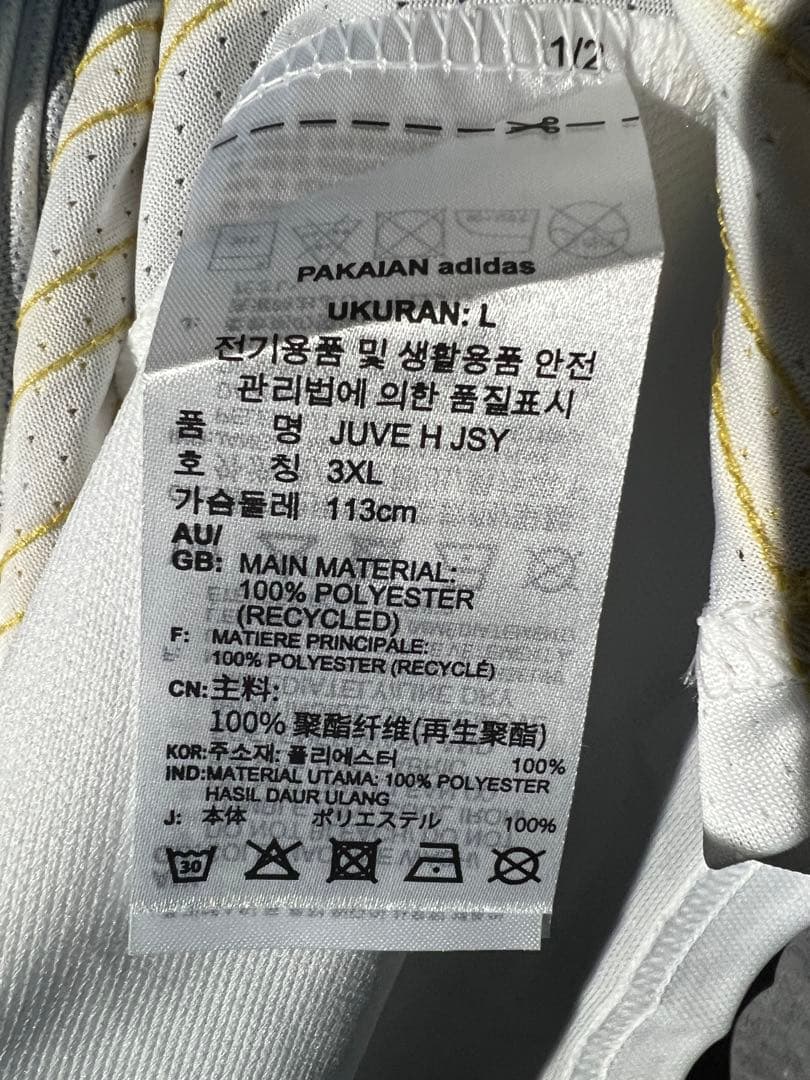 1/2
PAKAIAN adidas
UKURAN: L
전기용품 및 생활용품 안전
관리법에 의한 품질표시
품 명 JUVE H JSY
호 칭 3XL
가슴둘레 113cm
AU/
GB: MAIN MATERIAL:
100% POLYESTER
(RECYCLED)
F: MATIERE PRINCIPALE:
100% POLYESTER (RECYCLÉ)
CN:主料:
100% 聚酯纤维(再生聚酯)
KOR:주소재: 폴리에스터 100%
IND:MATERIAL UTAMA: 100% POLYESTER
HASIL DAUR ULANG
J: 本体 ポリエステル 100%
30